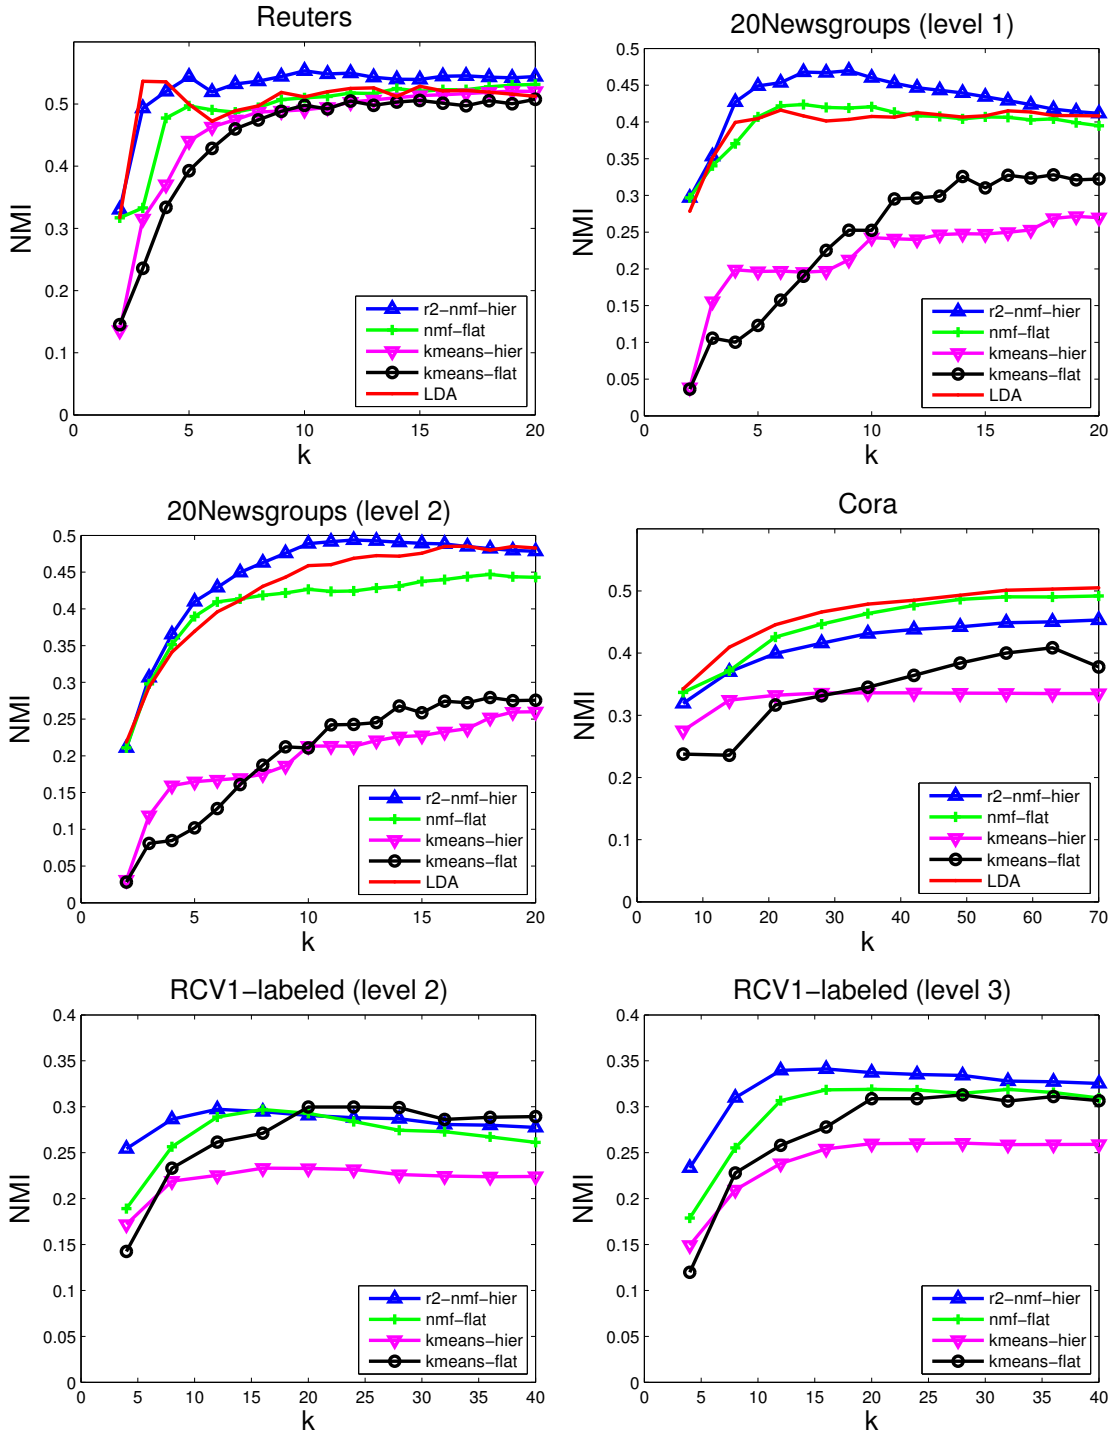 Reuters
NMI
0.5
0.4
0.3
0.2
0.1
0
0 5 10 15 20
k
r2-nmf-hier
nmf-flat
kmeans-hier
kmeans-flat
LDA
20Newsgroups (level 1)
NMI
0.5
0.45
0.4
0.35
0.3
0.25
0.2
0.15
0.1
0.05
0
0 5 10 15 20
k
r2-nmf-hier
nmf-flat
kmeans-hier
kmeans-flat
LDA
20Newsgroups (level 2)
NMI
0.5
0.45
0.4
0.35
0.3
0.25
0.2
0.15
0.1
0.05
0
0 5 10 15 20
k
r2-nmf-hier
nmf-flat
kmeans-hier
kmeans-flat
LDA
Cora
NMI
0.5
0.4
0.3
0.2
0.1
0
0 10 20 30 40 50 60 70
k
r2-nmf-hier
nmf-flat
kmeans-hier
kmeans-flat
LDA
RCV1-labeled (level 2)
NMI
0.4
0.35
0.3
0.25
0.2
0.15
0.1
0.05
0
0 5 10 15 20 25 30 35 40
k
r2-nmf-hier
nmf-flat
kmeans-hier
kmeans-flat
RCV1-labeled (level 3)
NMI
0.4
0.35
0.3
0.25
0.2
0.15
0.1
0.05
0
0 5 10 15 20 25 30 35 40
k
r2-nmf-hier
nmf-flat
kmeans-hier
kmeans-flat